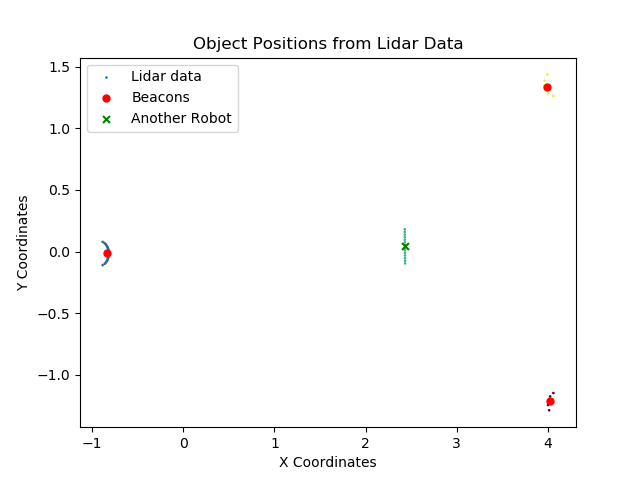 Object Positions from Lidar Data
Lidar data
Beacons
Another Robot
1.5
1.0
0.5
0.0
−0.5
−1.0
Y Coordinates
−1
0
1
2
3
4
X Coordinates